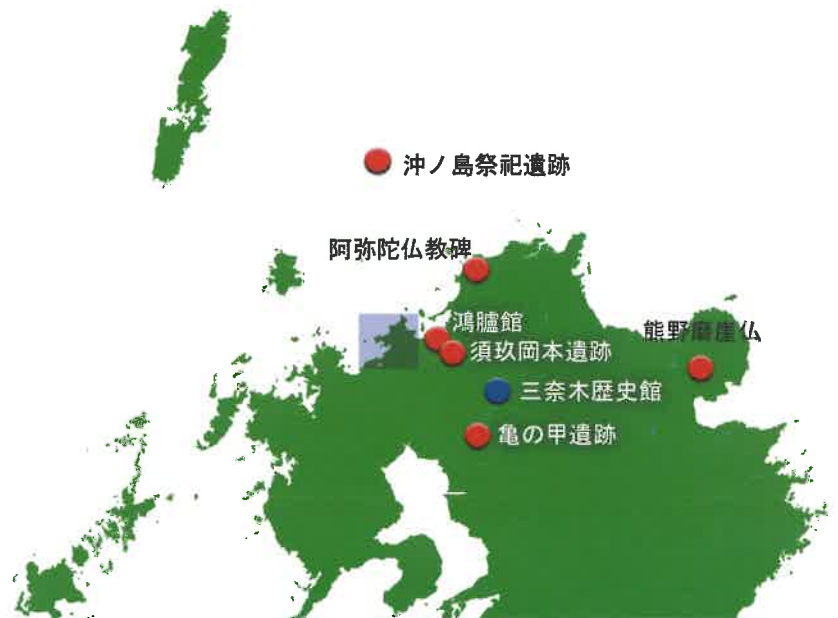 沖ノ島祭祀遺跡
阿弥陀仏教碑
鴻臚館
熊野磨崖仏
須玖岡本遺跡
三奈木歴史館
亀の甲遺跡